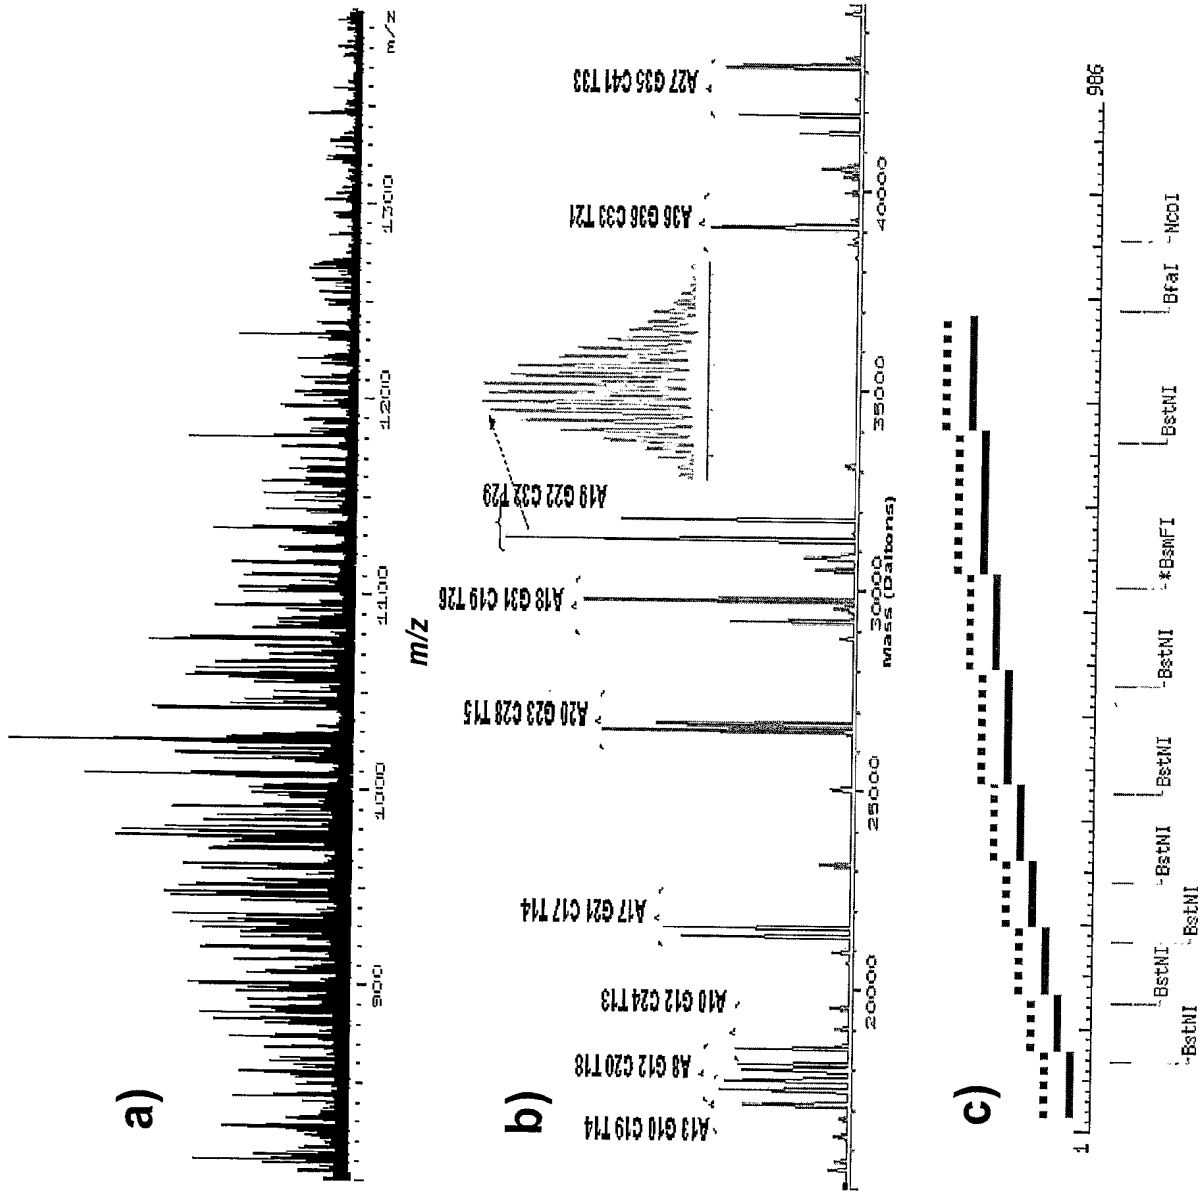 a)
900
1000
1100
1200
1300
m/z
m/z
b)
A13 G10 C19 T14
A8 G12 C20 T18
A10 G12 C24 T13
A17 G21 C17 T14
A20 G23 C28 T15
A18 G31 C19 T26
A19 G22 C32 T29
A36 G36 C33 T21
A27 G35 C41 T33
20000
25000
30000
35000
40000
Mass (Daltons)
c)
1
986
-BstNI
-BstNI
-BstNI
-BstNI
-BstNI
-BstNI
-*BsmFI
-BstNI
-BfaI
-NcoI